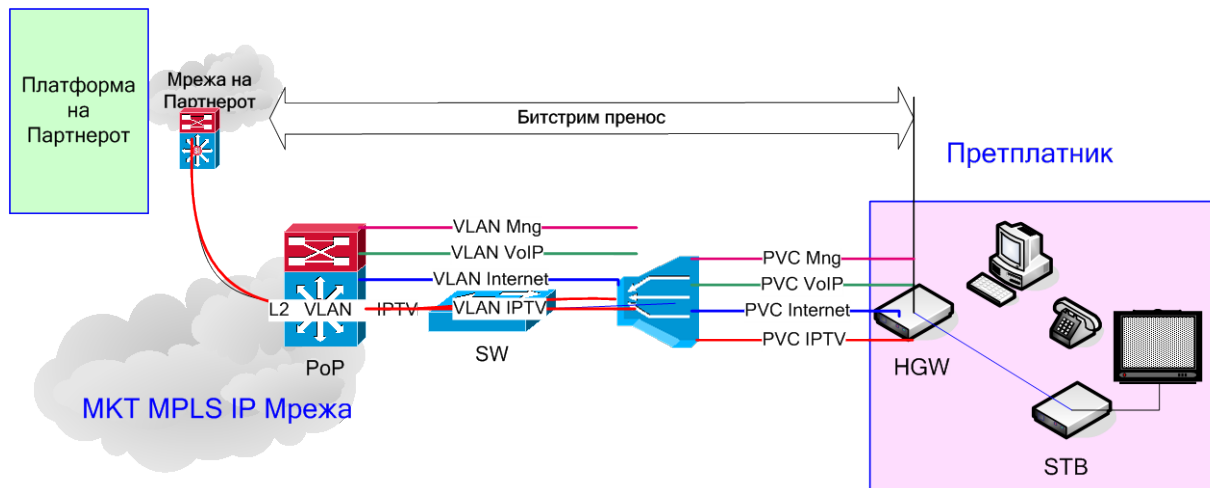 Платформа
на
Партнерот
Мрежа на
Партнерот
Битстрим пренос
Претплатник
VLAN Mng
VLAN VoIP
VLAN Internet
L2 VLAN IPTV
VLAN IPTV
PVC Mng
PVC VoIP
PVC Internet
PVC IPTV
SW
PoP
HGW
STB
МКТ MPLS IP Мрежа